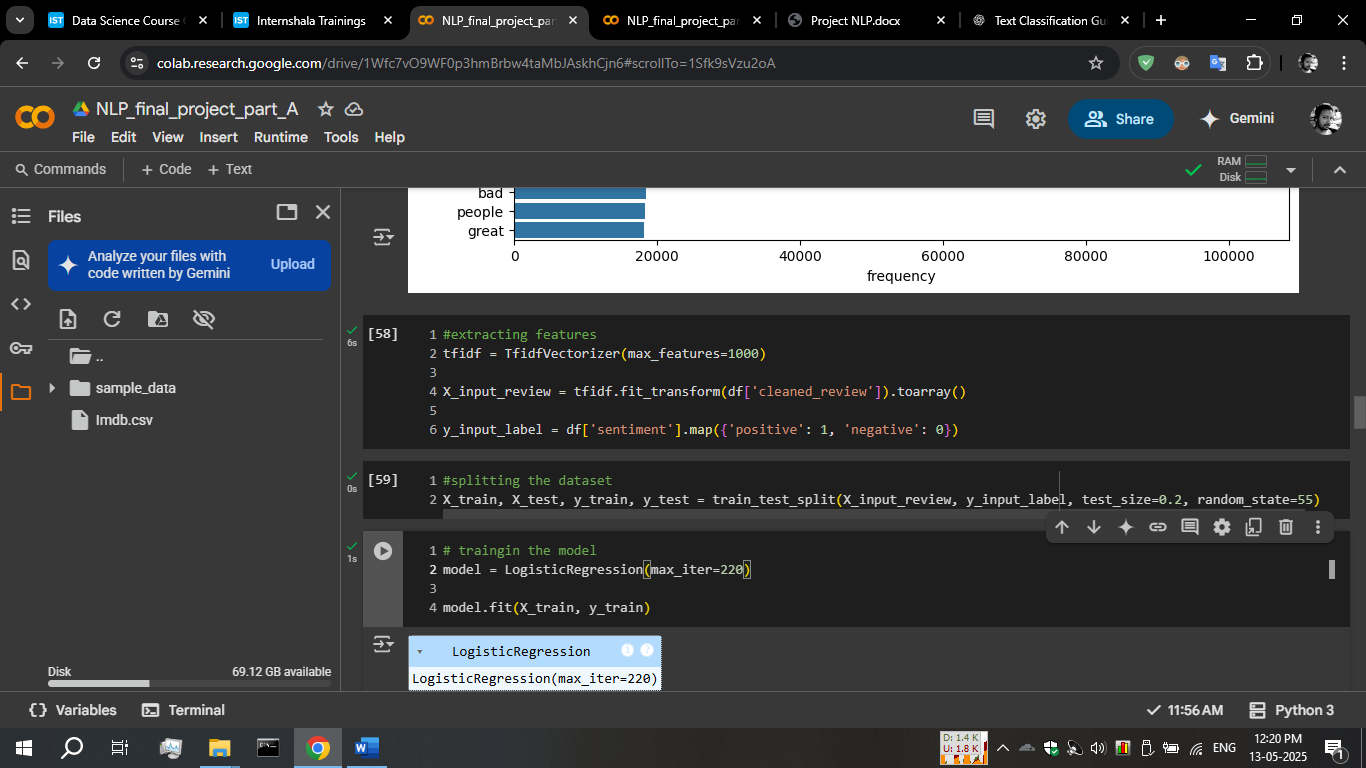 Data Science Course
Internshala Trainings
NLP_final_project_par
NLP_final_project_par
Project NLP.docx
Text Classification Gui
colab.research.google.com/drive/1Wfc7vO9WF0p3hmBrbw4taMbJAskhCjn6#scrollTo=1Sfk9sVzu2oA
NLP_final_project_part_A
File Edit View Insert Runtime Tools Help
Share
Gemini
Commands + Code + Text
RAM
Disk
Files
Analyze your files with
code written by Gemini
Upload
..
sample_data
Imdb.csv
Disk 69.12 GB available
bad
people
great
0 20000 40000 60000 80000 100000
frequency
[58]
6s
1 #extracting features
2 tfidf = TfidfVectorizer(max_features=1000)
3
4 X_input_review = tfidf.fit_transform(df['cleaned_review']).toarray()
5
6 y_input_label = df['sentiment'].map({'positive': 1, 'negative': 0})
[59]
0s
1 #splitting the dataset
2 X_train, X_test, y_train, y_test = train_test_split(X_input_review, y_input_label, test_size=0.2, random_state=55)
1s
1 # traingin the model
2 model = LogisticRegression(max_iter=220)
3
4 model.fit(X_train, y_train)
LogisticRegression
LogisticRegression(max_iter=220)
Variables
Terminal
11:56 AM
Python 3
D: 1.4 K
U: 1.8 K
ENG
12:20 PM
13-05-2025
1